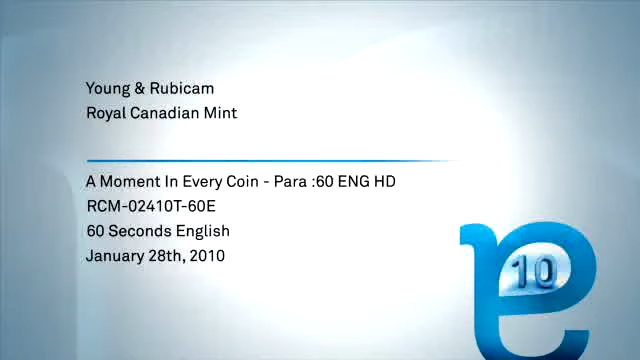 Young & Rubicam
Royal Canadian Mint
A Moment In Every Coin - Para :60 ENG HD
RCM-02410T-60E
60 Seconds English
January 28th, 2010
10